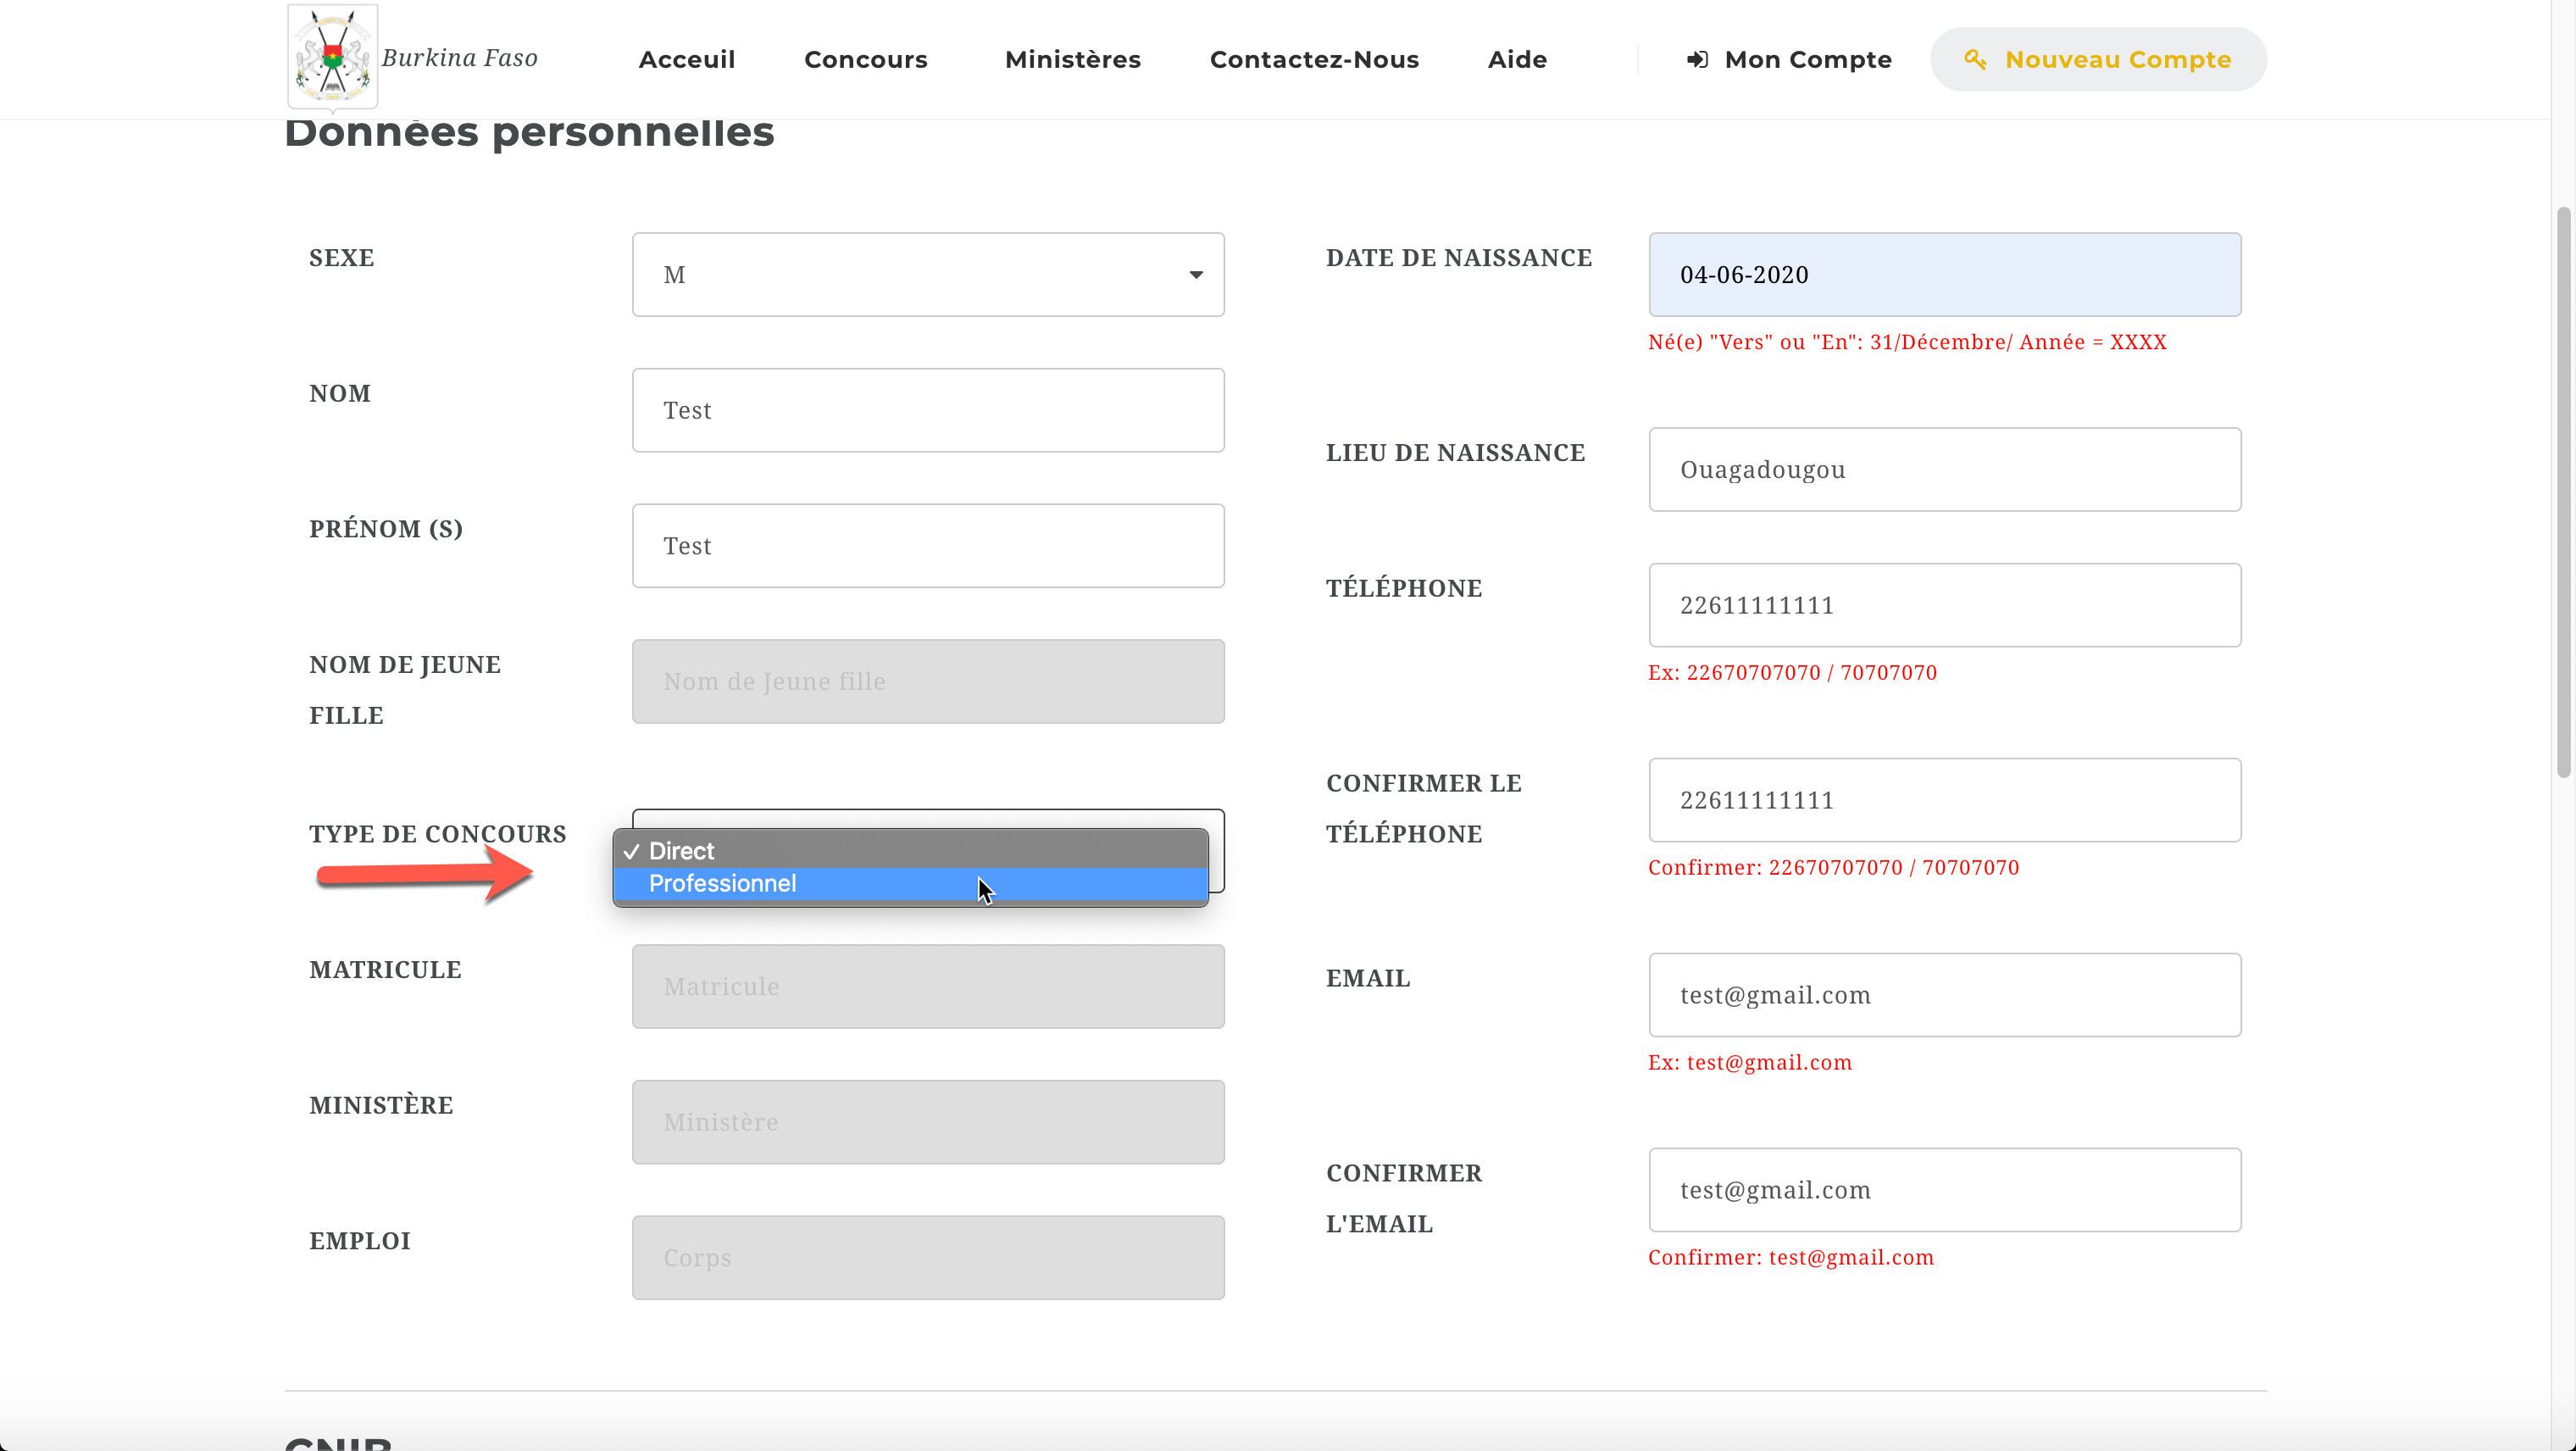 Burkina Faso
Acceuil
Concours
Ministères
Contactez-Nous
Aide
Mon Compte
Nouveau Compte
Données personnelles
SEXE
M
NOM
Test
PRÉNOM (S)
Test
NOM DE JEUNE
FILLE
Nom de Jeune fille
TYPE DE CONCOURS
✓ Direct
Professionnel
MATRICULE
Matricule
MINISTÈRE
Ministère
EMPLOI
Corps
DATE DE NAISSANCE
04-06-2020
Né(e) "Vers" ou "En": 31/Décembre/ Année = XXXX
LIEU DE NAISSANCE
Ouagadougou
TÉLÉPHONE
22611111111
Ex: 22670707070 / 70707070
CONFIRMER LE
TÉLÉPHONE
22611111111
Confirmer: 22670707070 / 70707070
EMAIL
test@gmail.com
Ex: test@gmail.com
CONFIRMER
L'EMAIL
test@gmail.com
Confirmer: test@gmail.com
CNIB